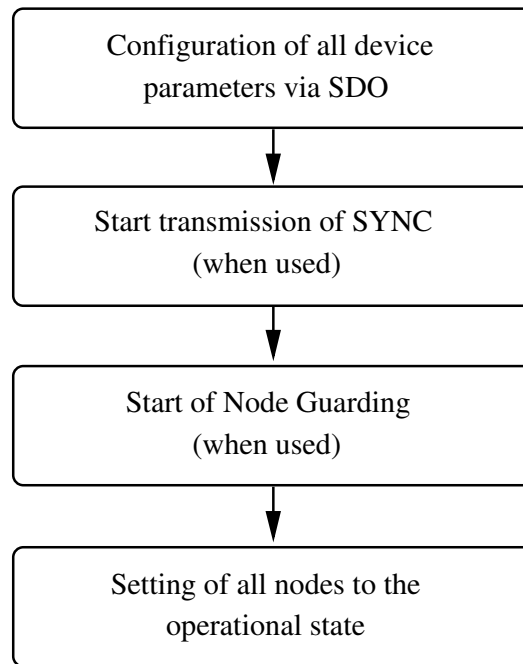 Configuration of all device
parameters via SDO
Start transmission of SYNC
(when used)
Start of Node Guarding
(when used)
Setting of all nodes to the
operational state